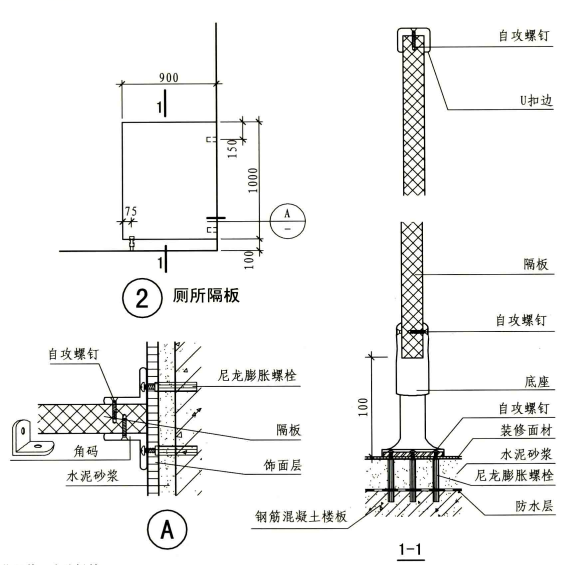 900
1
150
1000
75
A
-
1
100
2 厕所隔板
自攻螺钉
尼龙膨胀螺栓
隔板
角码
饰面层
水泥砂浆
A
自攻螺钉
U扣边
隔板
自攻螺钉
底座
100
自攻螺钉
装修面材
水泥砂浆
尼龙膨胀螺栓
钢筋混凝土楼板
防水层
1-1